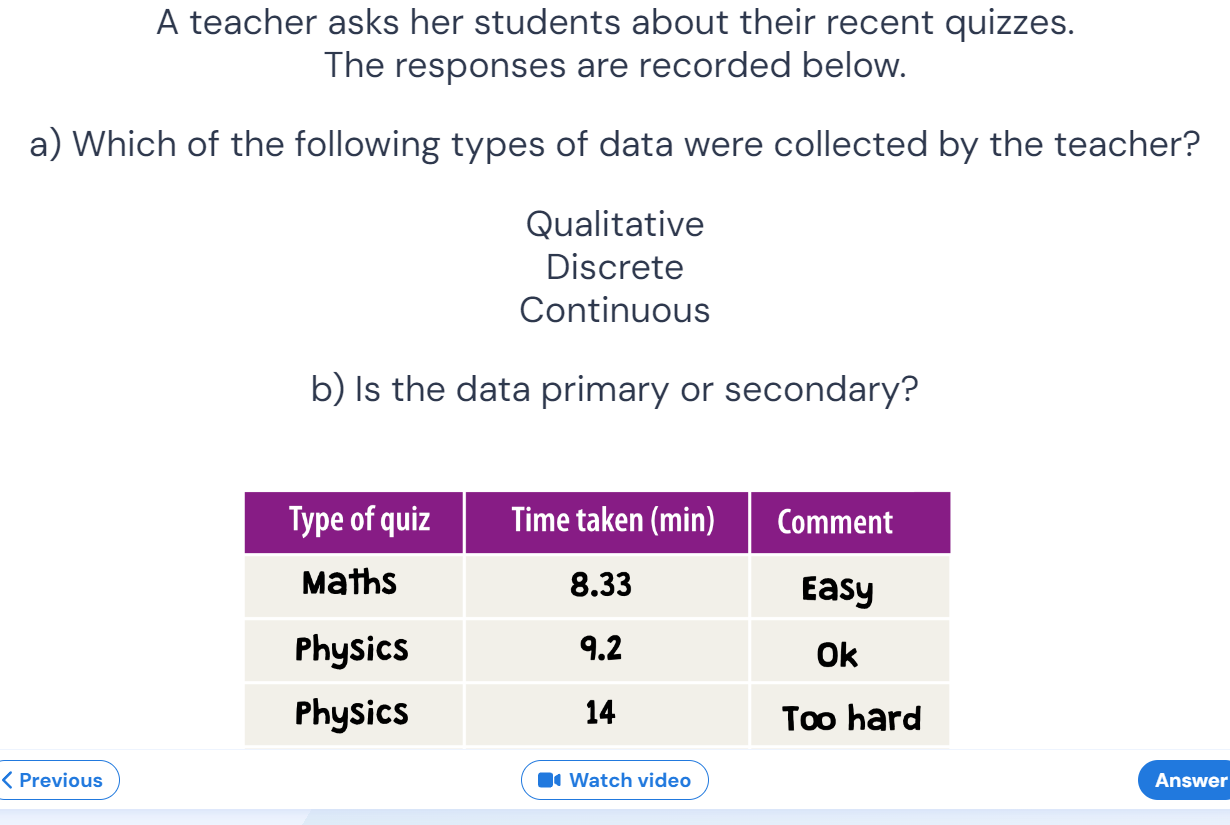 A teacher asks her students about their recent quizzes.
The responses are recorded below.
a) Which of the following types of data were collected by the teacher?
Qualitative
Discrete
Continuous
b) Is the data primary or secondary?
Type of quiz Time taken (min) Comment
Maths 8.33 Easy
Physics 9.2 Ok
Physics 14 Too hard
Previous Watch video Answer